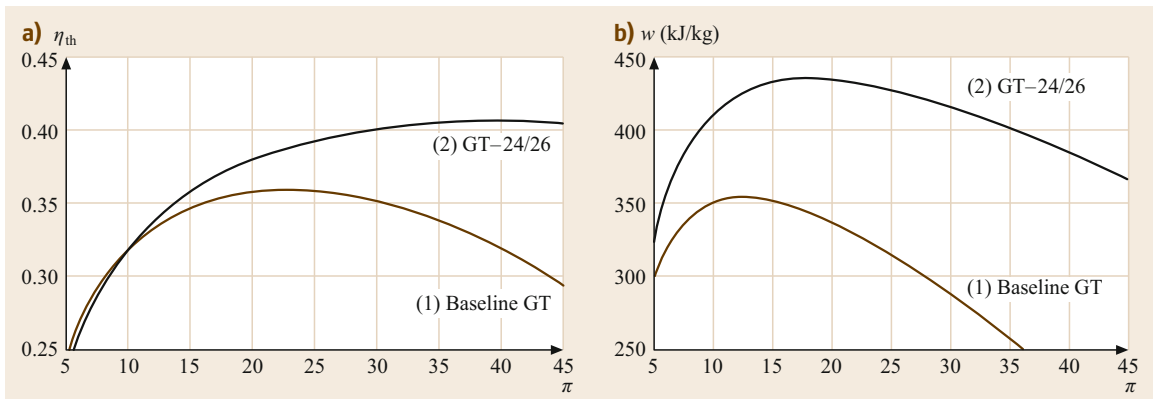 a) ηth
0.45
0.40
0.35
0.30
0.25
5 10 15 20 25 30 35 40 45
π
(2) GT–24/26
(1) Baseline GT
b) w (kJ/kg)
450
400
350
300
250
5 10 15 20 25 30 35 40 45
π
(2) GT–24/26
(1) Baseline GT